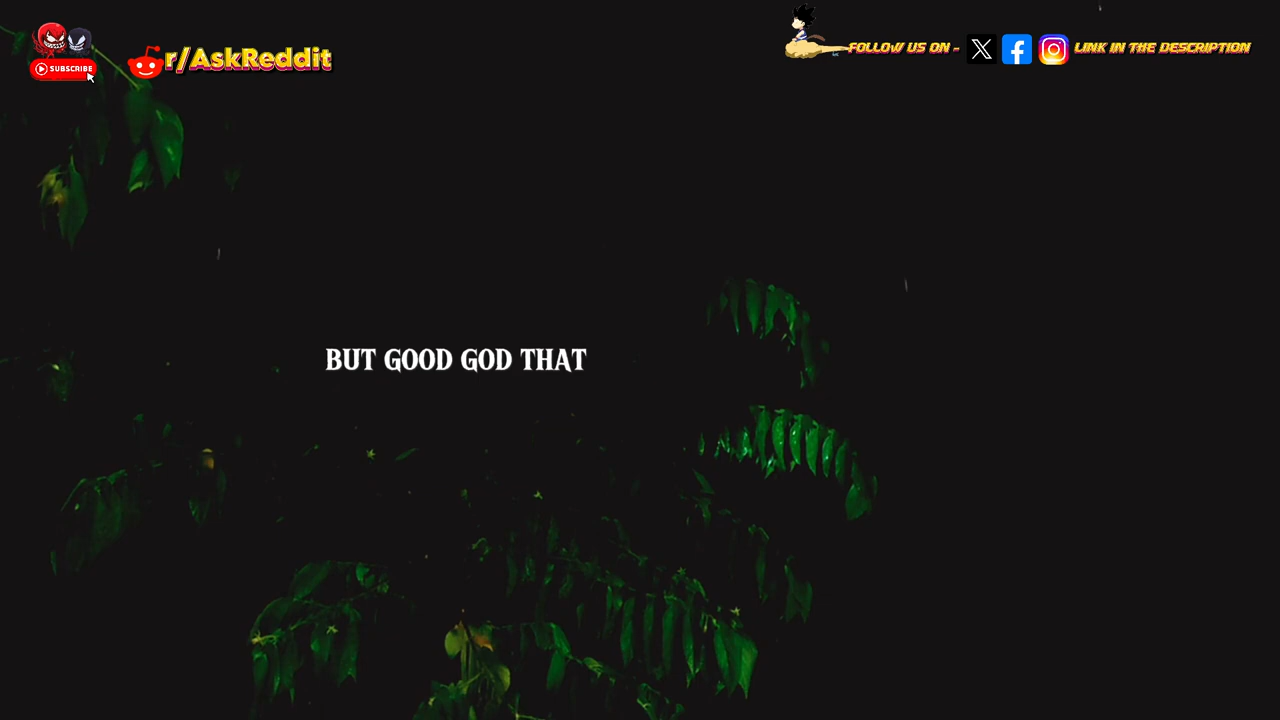 SUBSCRIBE
r/AskReddit
FOLLOW US ON -
LINK IN THE DESCRIPTION
BUT GOOD GOD THAT